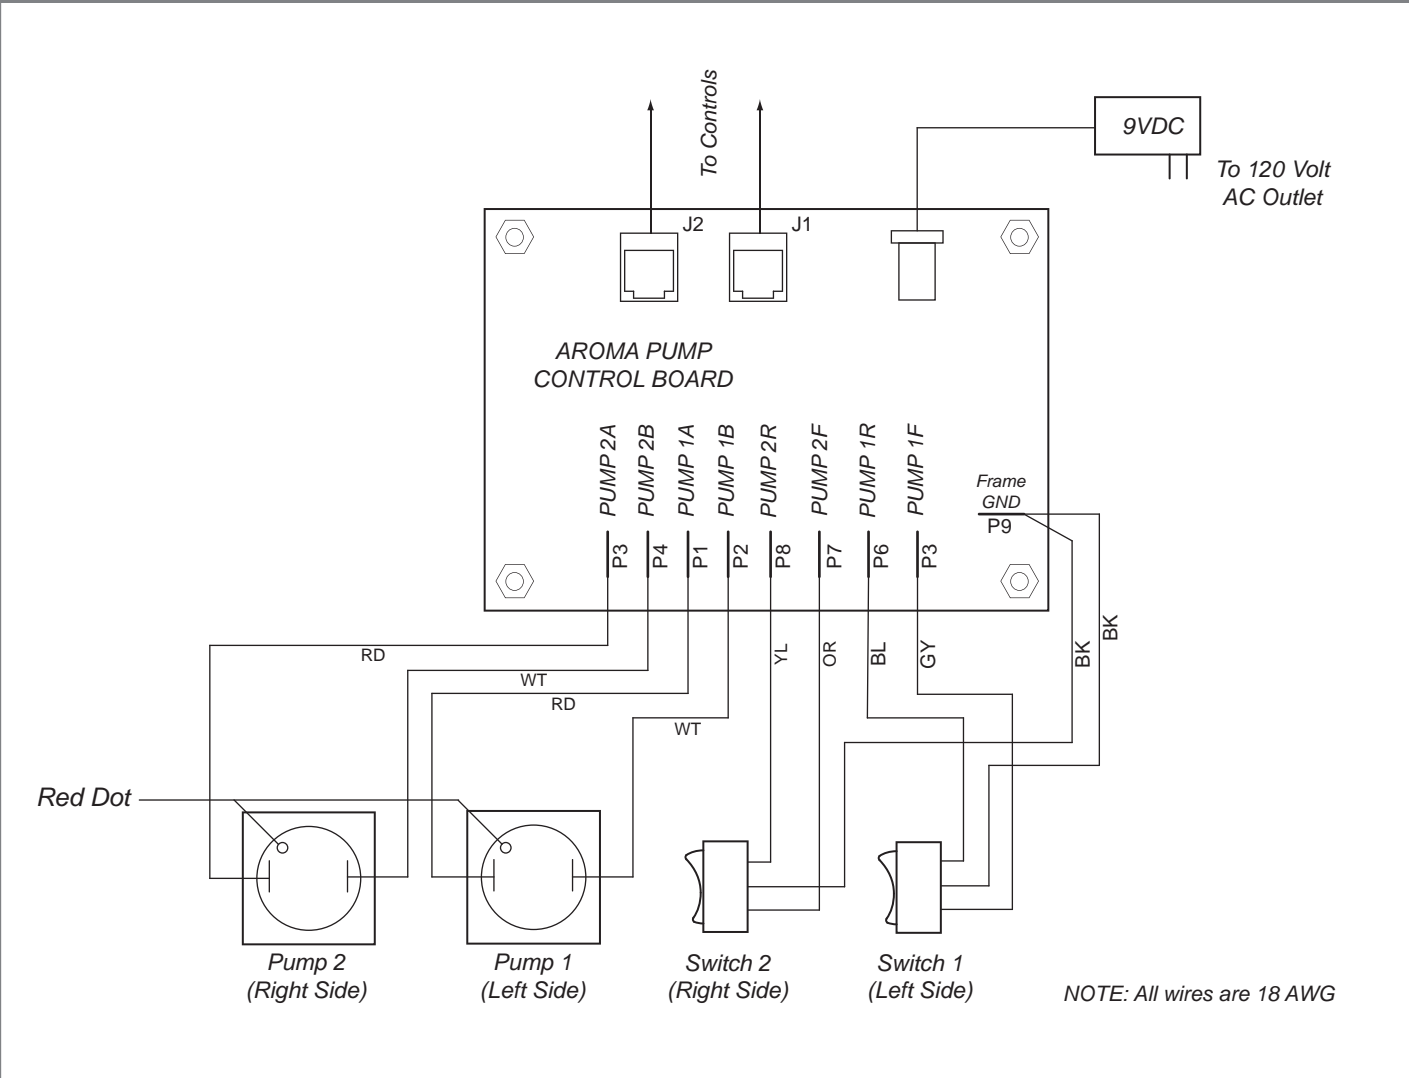 To Controls
9VDC
To 120 Volt
AC Outlet
J2
J1
AROMA PUMP
CONTROL BOARD
PUMP 2A
PUMP 2B
PUMP 1A
PUMP 1B
PUMP 2R
PUMP 2F
PUMP 1R
PUMP 1F
Frame
GND
P9
P3
P4
P1
P2
P8
P7
P6
P3
RD
WT
RD
WT
YL
OR
BL
GY
BK
BK
Red Dot
Pump 2
(Right Side)
Pump 1
(Left Side)
Switch 2
(Right Side)
Switch 1
(Left Side)
NOTE: All wires are 18 AWG